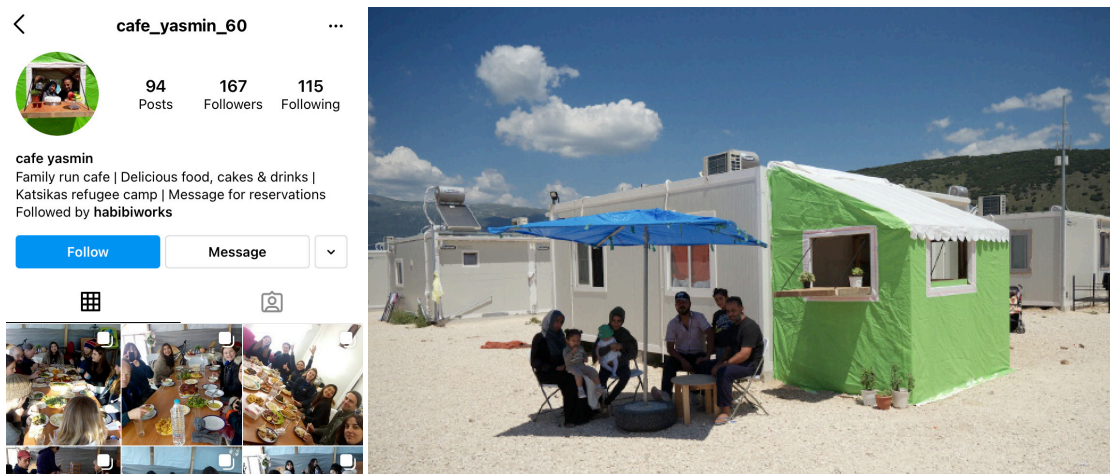 cafe_yasmin_60
94
167
115
Posts
Followers
Following
cafe yasmin
Family run cafe | Delicious food, cakes & drinks |
Katsikas refugee camp | Message for reservations
Followed by habibiworks
Follow
Message